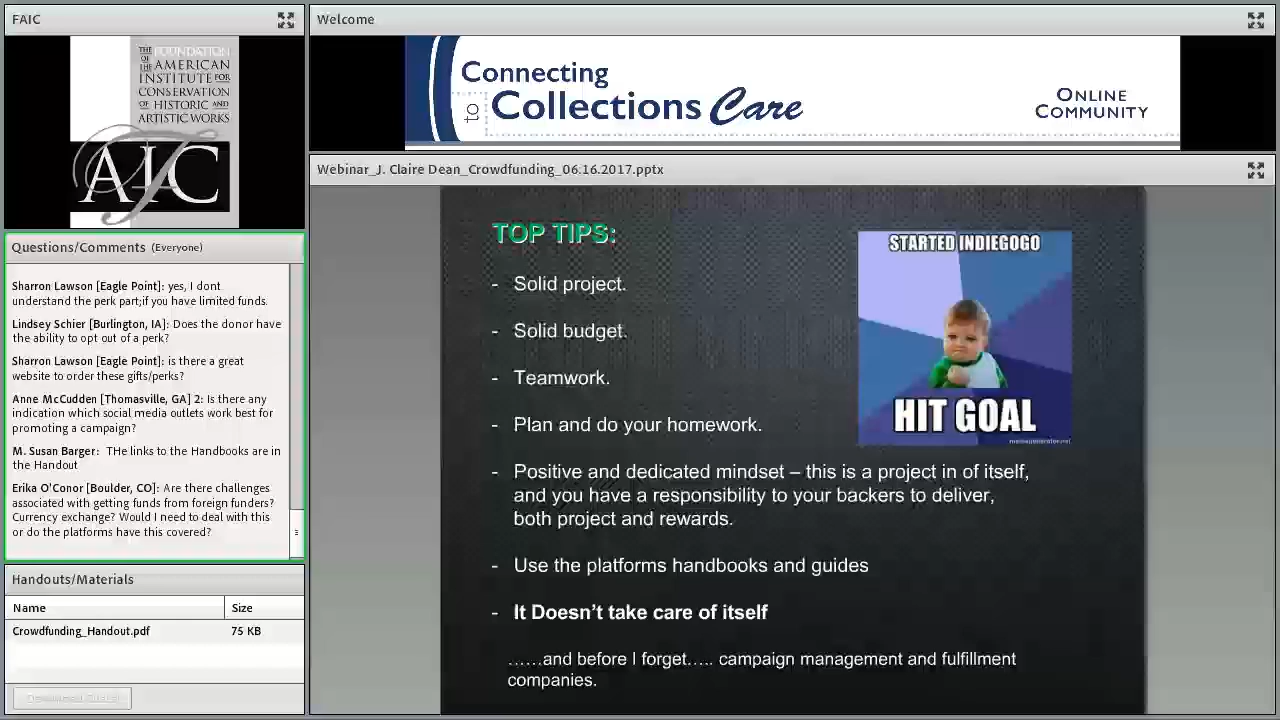 FAIC
THE FOUNDATION
OF THE AMERICAN
INSTITUTE FOR
CONSERVATION
OF HISTORIC AND
ARTISTIC WORKS
AIC
Questions/Comments (Everyone)
Sharron Lawson [Eagle Point]: yes, I dont
understand the perk part;if you have limited funds.
Lindsey Schier [Burlington, IA]: Does the donor have
the ability to opt out of a perk?
Sharron Lawson [Eagle Point]: is there a great
website to order these gifts/perks?
Anne McCudden [Thomasville, GA] 2: Is there any
indication which social media outlets work best for
promoting a campaign?
M. Susan Barger: THe links to the Handbooks are in
the Handout
Erika O'Conor [Boulder, CO]: Are there challenges
associated with getting funds from foreign funders?
Currency exchange? Would I need to deal with this
or do the platforms have this covered?
Handouts/Materials
Name Size
Crowdfunding_Handout.pdf 75 KB
Welcome
Connecting
to Collections Care
ONLINE
COMMUNITY
Webinar_J. Claire Dean_Crowdfunding_06.16.2017.pptx
TOP TIPS:
- Solid project.
- Solid budget.
- Teamwork.
- Plan and do your homework.
- Positive and dedicated mindset – this is a project in of itself,
and you have a responsibility to your backers to deliver,
both project and rewards.
- Use the platforms handbooks and guides
- It Doesn't take care of itself
……and before I forget….. campaign management and fulfillment
companies.
STARTED INDIEGOGO
HIT GOAL
memegenerator.net